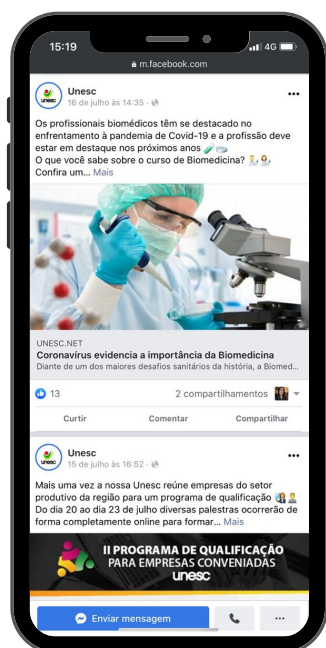 15:19
4G
m.facebook.com
unesc
Unesc
16 de julho às 14:35 ·
Os profissionais biomédicos têm se destacado no
enfrentamento à pandemia de Covid-19 e a profissão deve
estar em destaque nos próximos anos
O que você sabe sobre o curso de Biomedicina?
Confira um... Mais
UNESC.NET
Coronavírus evidencia a importância da Biomedicina
Diante de um dos maiores desafios sanitários da história, a Biomed...
13
2 compartilhamentos
Curtir Comentar Compartilhar
unesc
Unesc
15 de julho às 16:52 ·
Mais uma vez a nossa Unesc reúne empresas do setor
produtivo da região para um programa de qualificação
Do dia 20 ao 23 de julho diversas palestras ocorrerão de
forma completamente online para formar... Mais
II PROGRAMA DE QUALIFICAÇÃO
PARA EMPRESAS CONVENIADAS
unesc
Enviar mensagem